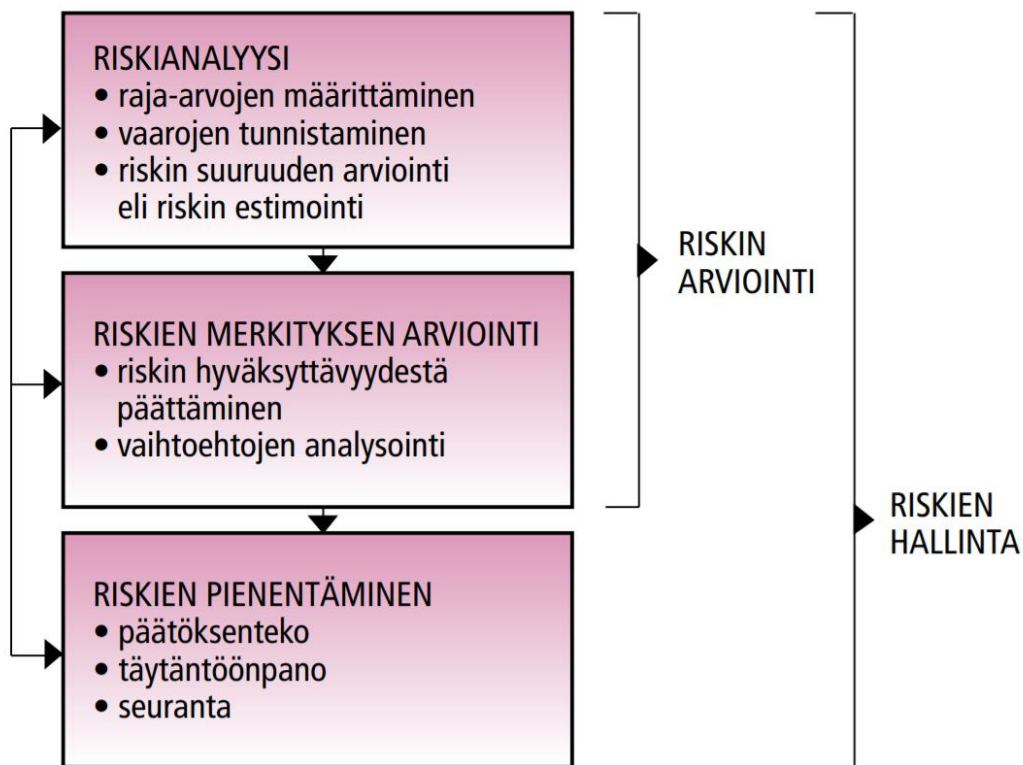 RISKIANALYYSI
• raja-arvojen määrittäminen
• vaarojen tunnistaminen
• riskin suuruuden arviointi
eli riskin estimointi
RISKIEN MERKITYKSEN ARVIOINTI
• riskin hyväksyttävyydestä
päättäminen
• vaihtoehtojen analysointi
RISKIEN PIENENTÄMINEN
• päätöksenteko
• täytäntöönpano
• seuranta
RISKIN
ARVIOINTI
RISKIEN
HALLINTA